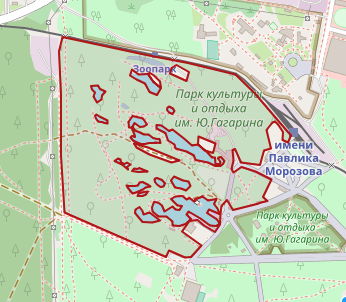 Зоопарк
Парк культуры
и отдыха
им. Ю.Гагарина
имени
Павлика
Морозова
Парк культуры
и отдыха
им. Ю.Гагарина